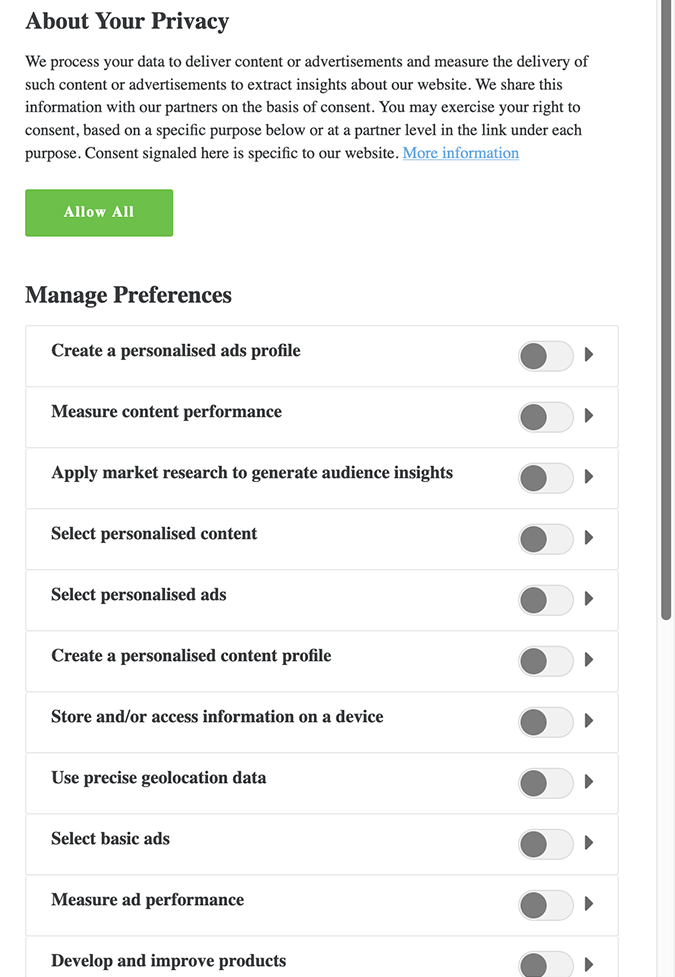 About Your Privacy
We process your data to deliver content or advertisements and measure the delivery of
such content or advertisements to extract insights about our website. We share this
information with our partners on the basis of consent. You may exercise your right to
consent, based on a specific purpose below or at a partner level in the link under each
purpose. Consent signaled here is specific to our website. More information
Allow All
Manage Preferences
Create a personalised ads profile
Measure content performance
Apply market research to generate audience insights
Select personalised content
Select personalised ads
Create a personalised content profile
Store and/or access information on a device
Use precise geolocation data
Select basic ads
Measure ad performance
Develop and improve products